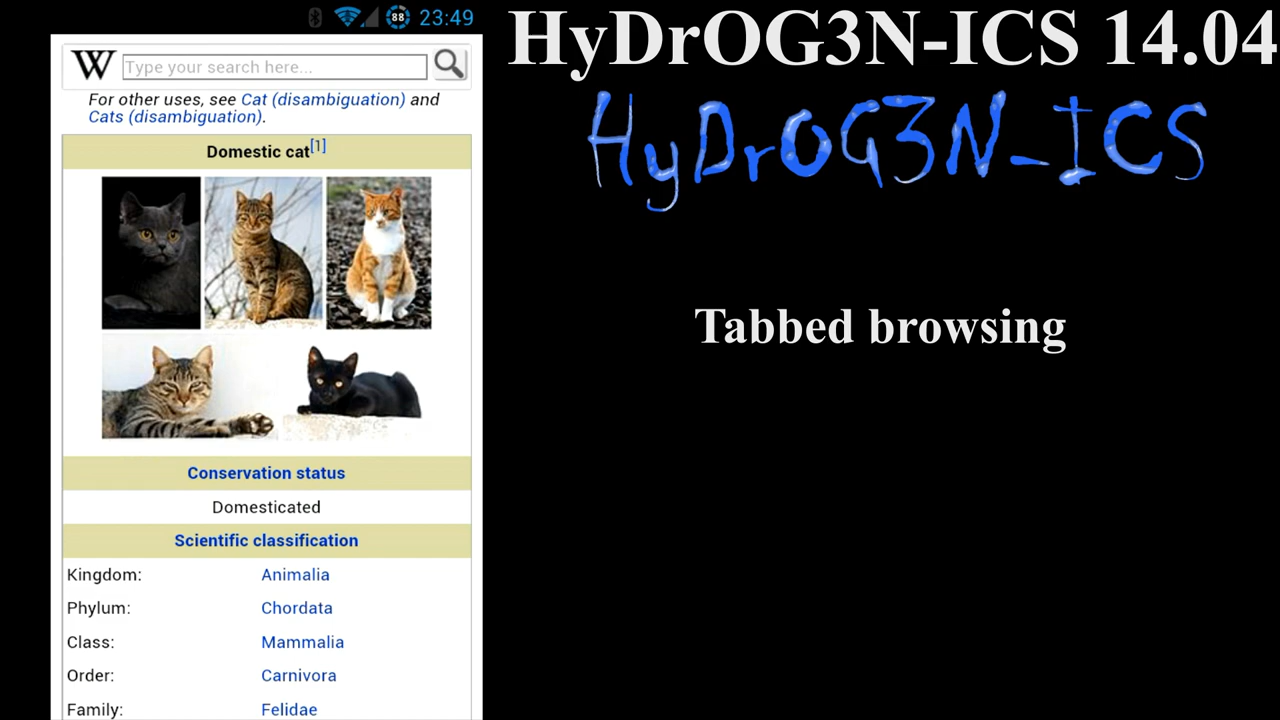 88 23:49
W Type your search here...
For other uses, see Cat (disambiguation) and
Cats (disambiguation).
Domestic cat[1]
Conservation status
Domesticated
Scientific classification
Kingdom: Animalia
Phylum: Chordata
Class: Mammalia
Order: Carnivora
Family: Felidae
HyDrOG3N-ICS 14.04
HyDrOG3N-ICS
Tabbed browsing